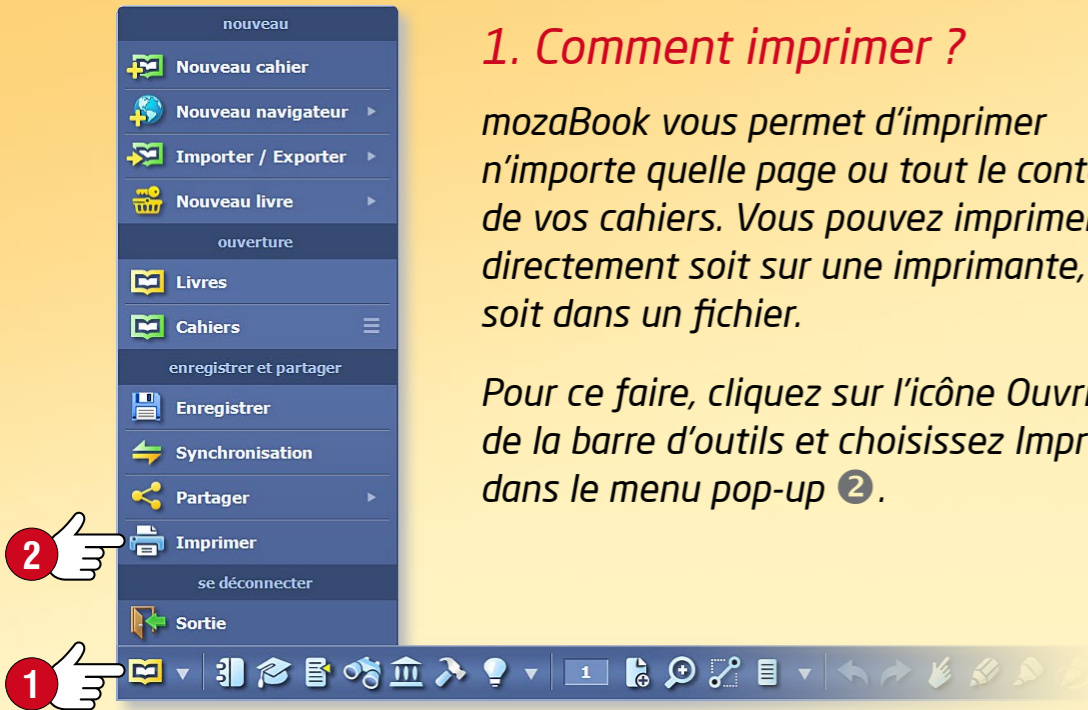 nouveau
Nouveau cahier
Nouveau navigateur
Importer / Exporter
Nouveau livre
ouverture
Livres
Cahiers
enregistrer et partager
Enregistrer
Synchronisation
Partager
Imprimer
se déconnecter
Sortie
2
1
1
1. Comment imprimer ?
mozaBook vous permet d'imprimer
n'importe quelle page ou tout le cont
de vos cahiers. Vous pouvez imprimer
directement soit sur une imprimante,
soit dans un fichier.
Pour ce faire, cliquez sur l'icône Ouvri
de la barre d'outils et choisissez Impr
dans le menu pop-up ❷.